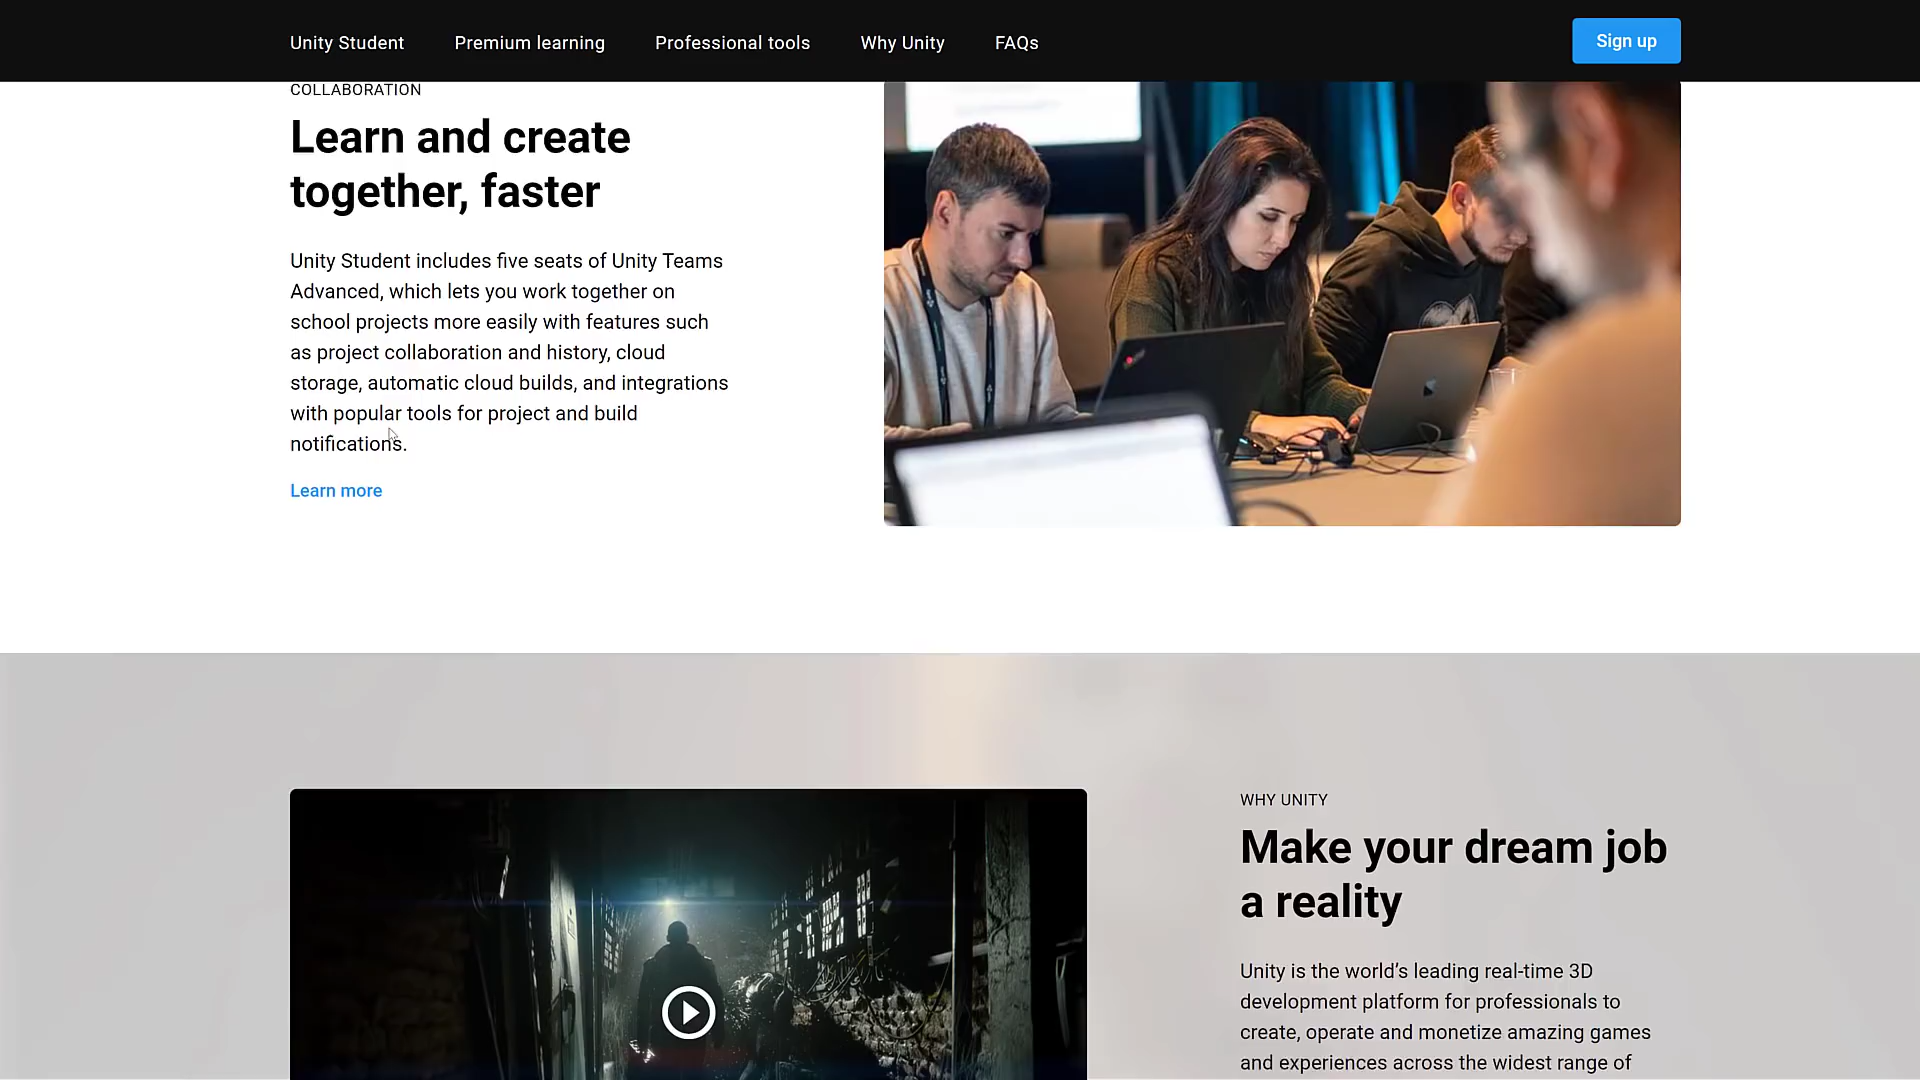 Unity Student
Premium learning
Professional tools
Why Unity
FAQs
Sign up
COLLABORATION
Learn and create
together, faster
Unity Student includes five seats of Unity Teams
Advanced, which lets you work together on
school projects more easily with features such
as project collaboration and history, cloud
storage, automatic cloud builds, and integrations
with popular tools for project and build
notifications.
Learn more
WHY UNITY
Make your dream job
a reality
Unity is the world’s leading real-time 3D
development platform for professionals to
create, operate and monetize amazing games
and experiences across the widest range of